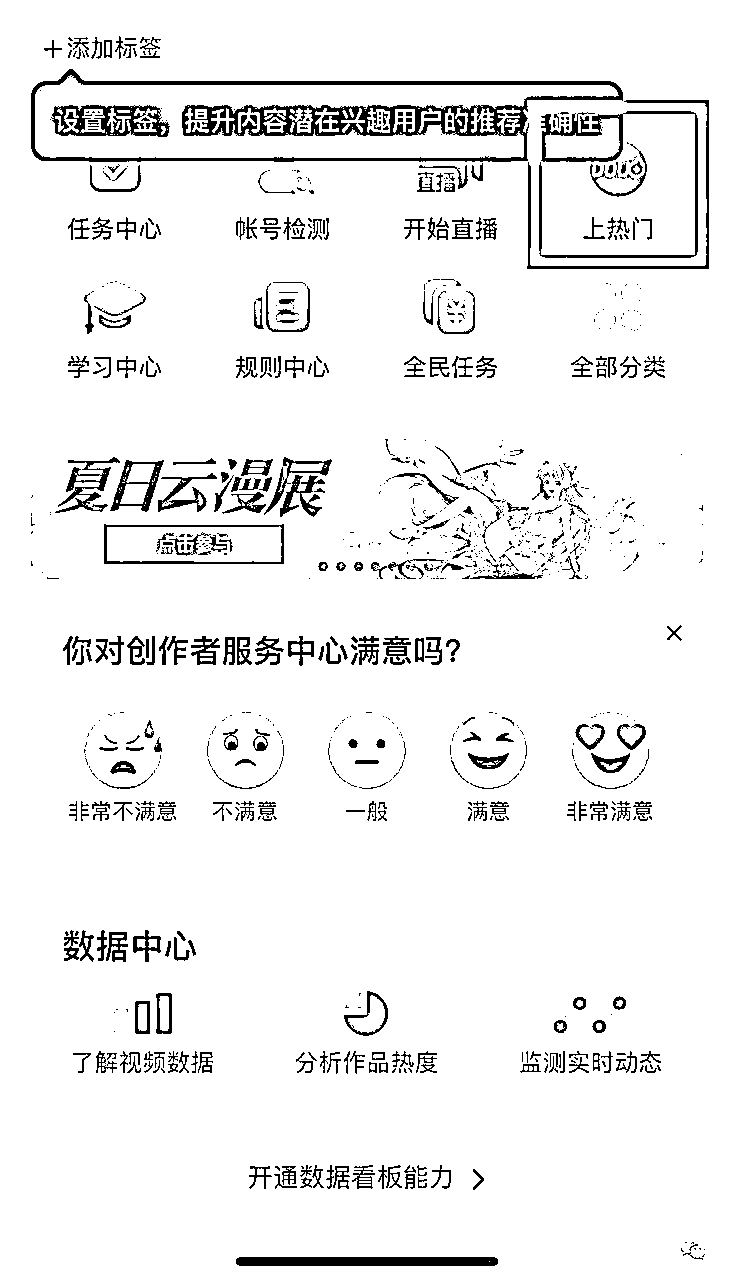 +添加标签
设置标签，提升内容潜在兴趣用户的推荐准确性
直播
DOU+
任务中心 帐号检测 开始直播 上热门
学习中心 规则中心 全民任务 全部分类
夏日云漫展
点击参与
你对创作者服务中心满意吗?
非常不满意 不满意 一般 满意 非常满意
数据中心
了解视频数据 分析作品热度 监测实时动态
开通数据看板能力 >